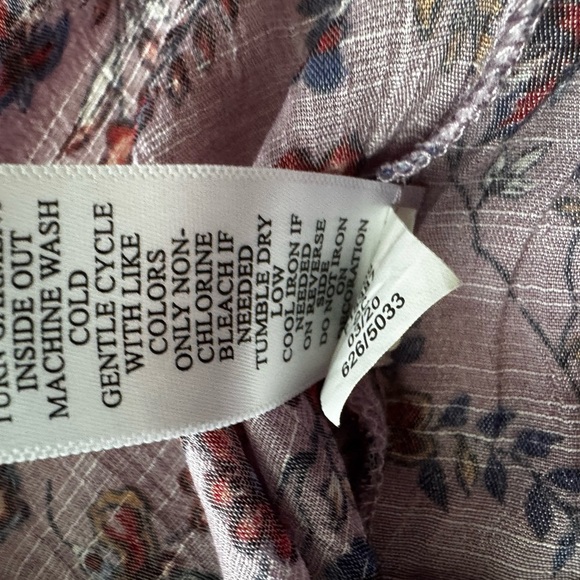 INSIDE OUT
MACHINE WASH
COLD
GENTLE CYCLE
WITH LIKE
COLORS
ONLY NON-
CHLORINE
BLEACH IF
NEEDED
TUMBLE DRY
LOW
COOL IRON IF
NEEDED
ON REVERSE
SIDE
DO NOT IRON
ON
03/20
626/5033